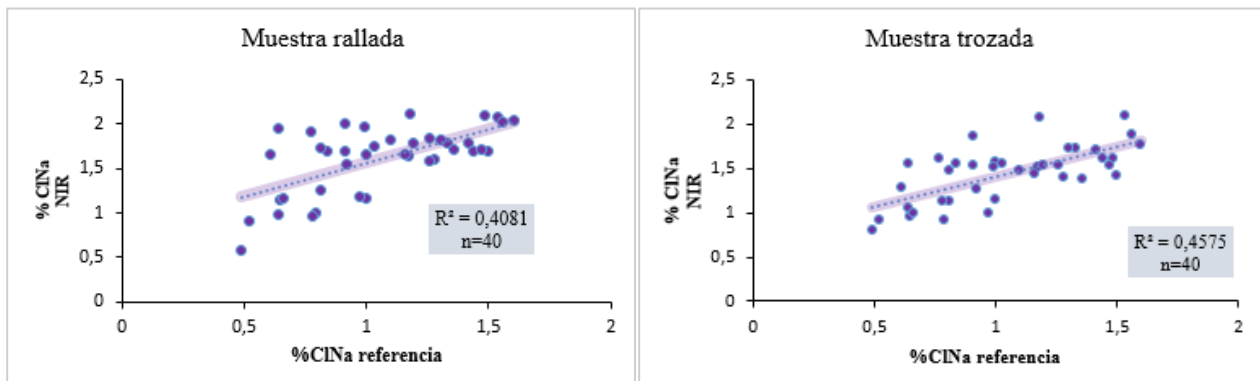 Muestra rallada
2,5
2
1,5
1
0,5
0
% ClNa
NIR
R² = 0,4081
n=40
0
0,5
1
1,5
2
%ClNa referencia
Muestra trozada
2,5
2
1,5
1
0,5
0
% ClNa
NIR
R² = 0,4575
n=40
0
0,5
1
1,5
2
%ClNa referencia